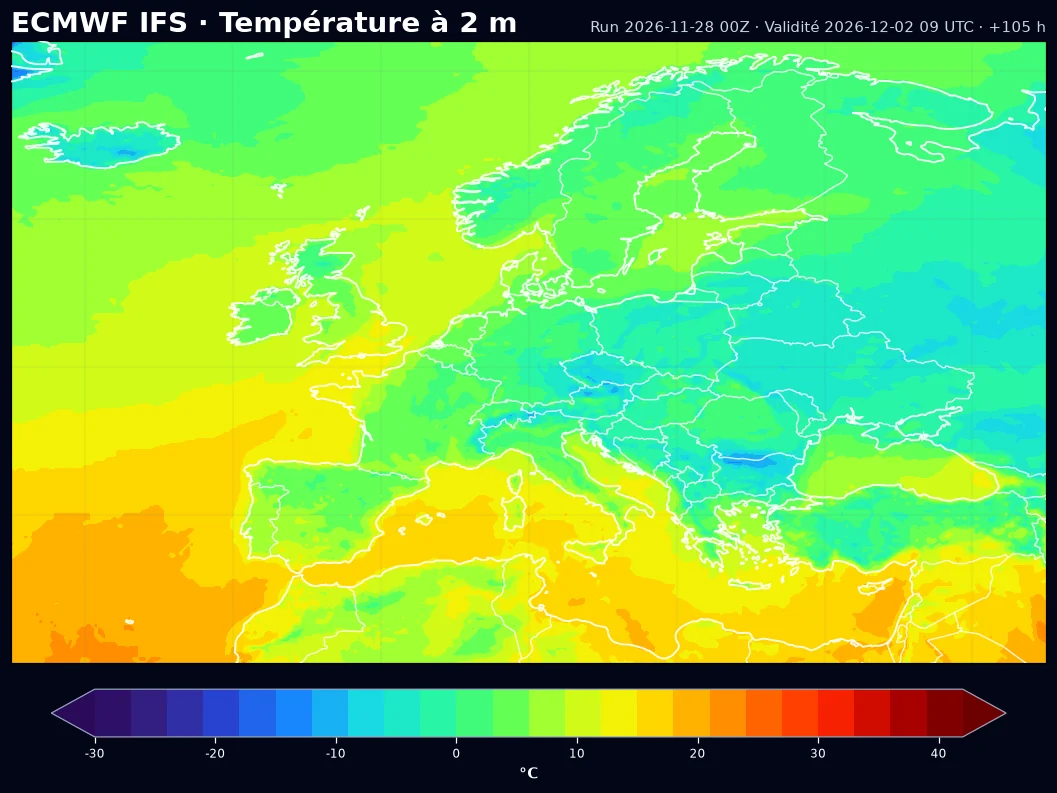 ECMWF IFS · Température à 2 m
Run 2026-11-28 00Z · Validité 2026-12-02 09 UTC · +105 h
-30 -20 -10 0 10 20 30 40
°C